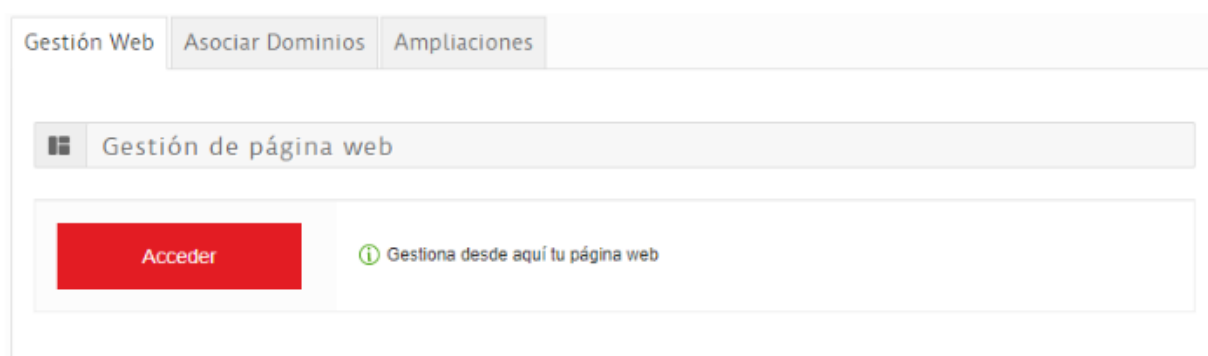 Gestión Web Asociar Dominios Ampliaciones
Gestión de página web
Acceder Gestiona desde aquí tu página web